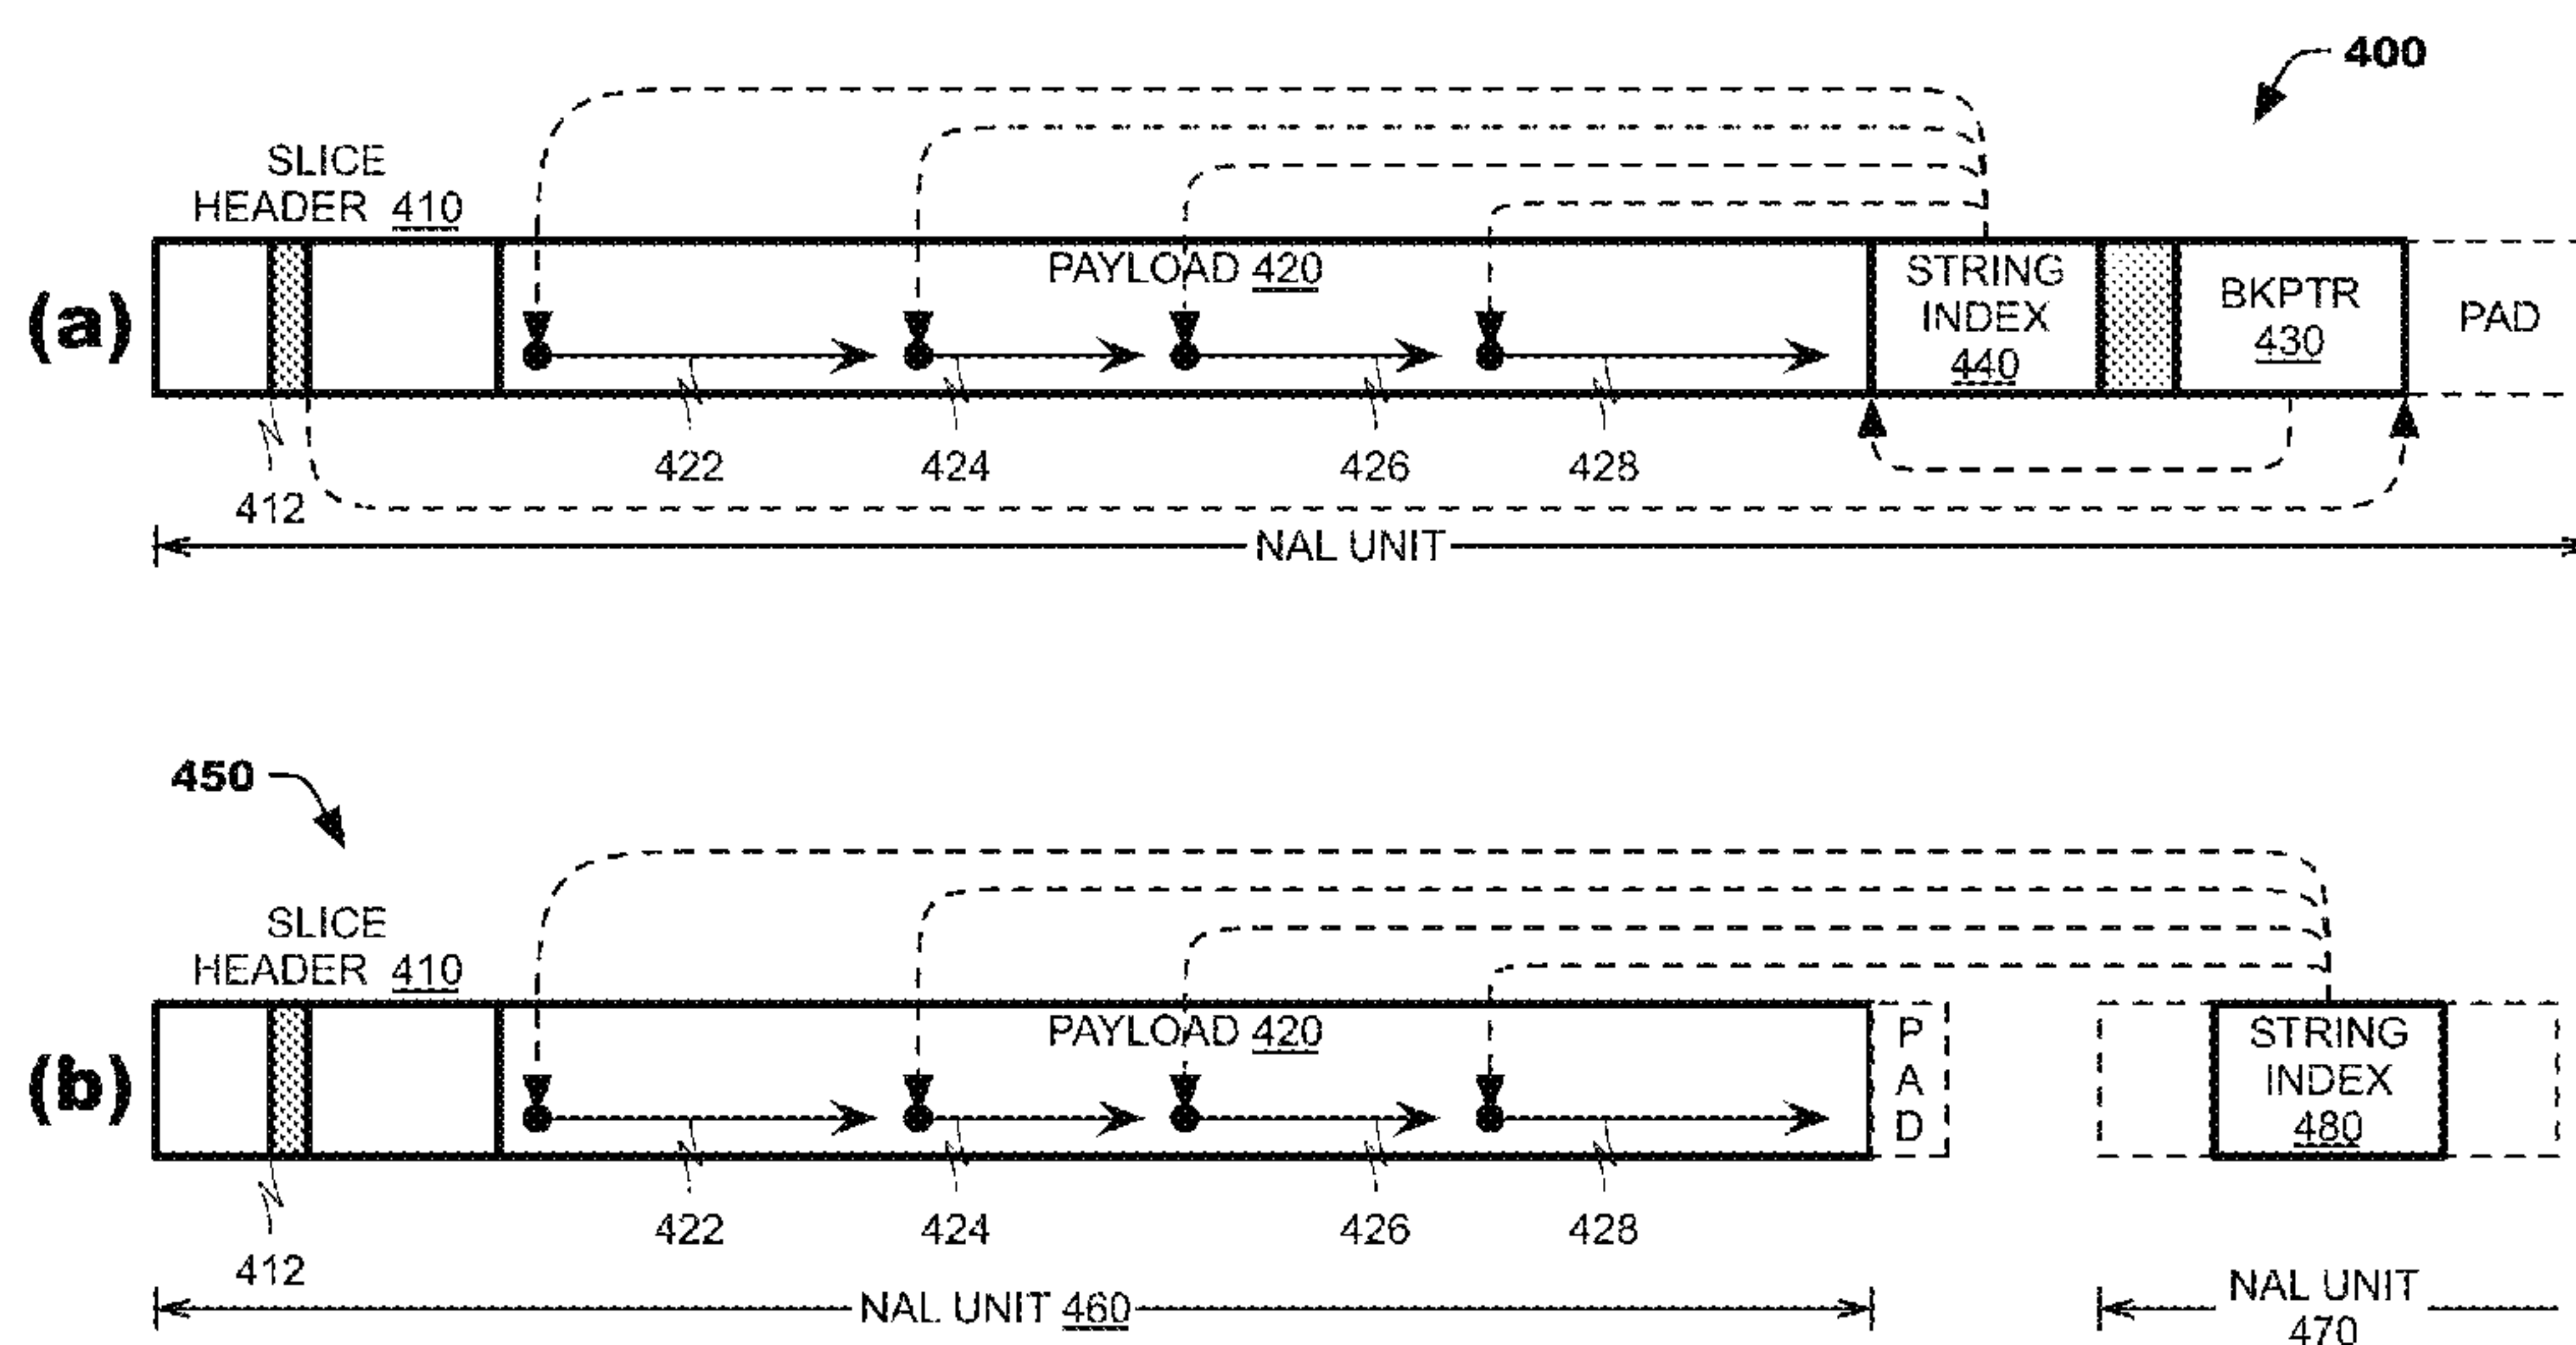 400
SLICE
HEADER 410
(a)
PAYLOAD 420
STRING
INDEX
440
BKPTR
430
PAD
412
422
424
426
428
NAL UNIT
450
SLICE
HEADER 410
(b)
PAYLOAD 420
P
A
D
STRING
INDEX
480
412
422
424
426
428
NAL UNIT 460
NAL UNIT
470